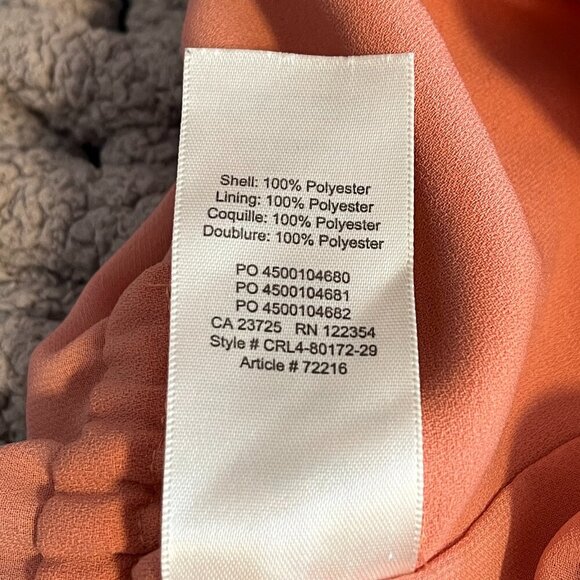 Shell: 100% Polyester
Lining: 100% Polyester
Coquille: 100% Polyester
Doublure: 100% Polyester
PO 4500104680
PO 4500104681
PO 4500104682
CA 23725 RN 122354
Style # CRL4-80172-29
Article # 72216